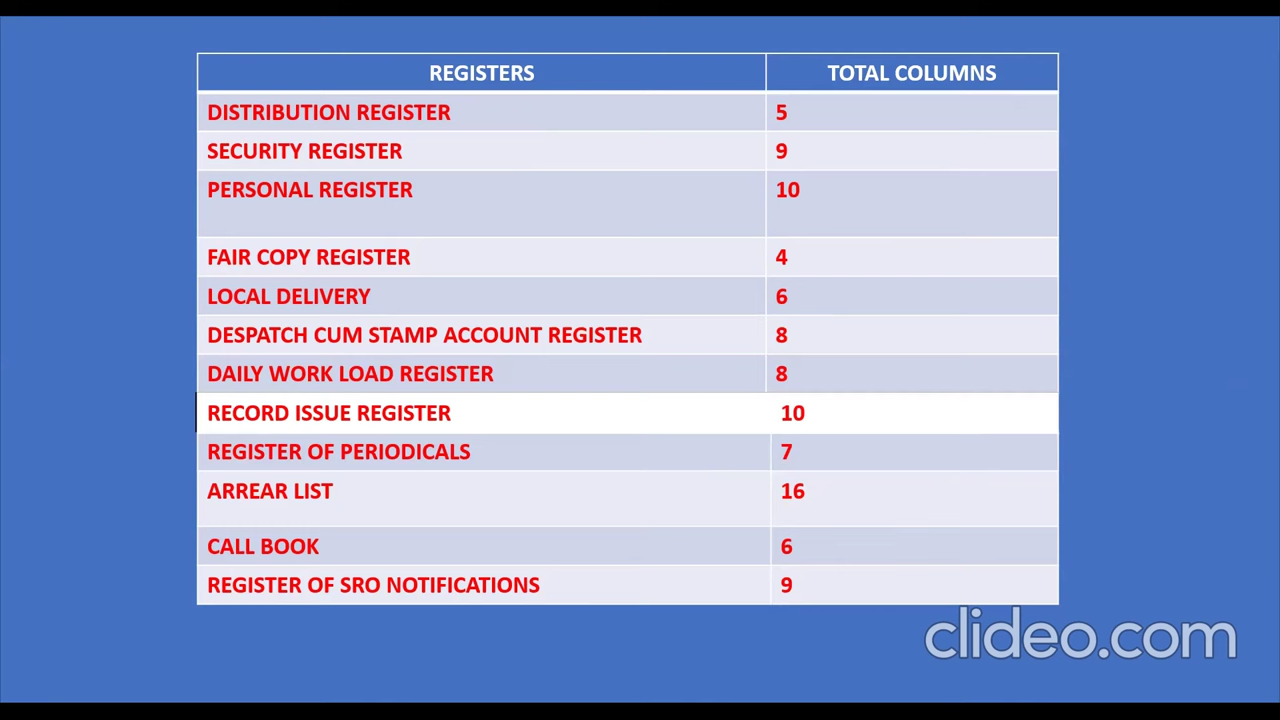 REGISTERS TOTAL COLUMNS
DISTRIBUTION REGISTER 5
SECURITY REGISTER 9
PERSONAL REGISTER 10
FAIR COPY REGISTER 4
LOCAL DELIVERY 6
DESPATCH CUM STAMP ACCOUNT REGISTER 8
DAILY WORK LOAD REGISTER 8
RECORD ISSUE REGISTER 10
REGISTER OF PERIODICALS 7
ARREAR LIST 16
CALL BOOK 6
REGISTER OF SRO NOTIFICATIONS 9
clideo.com